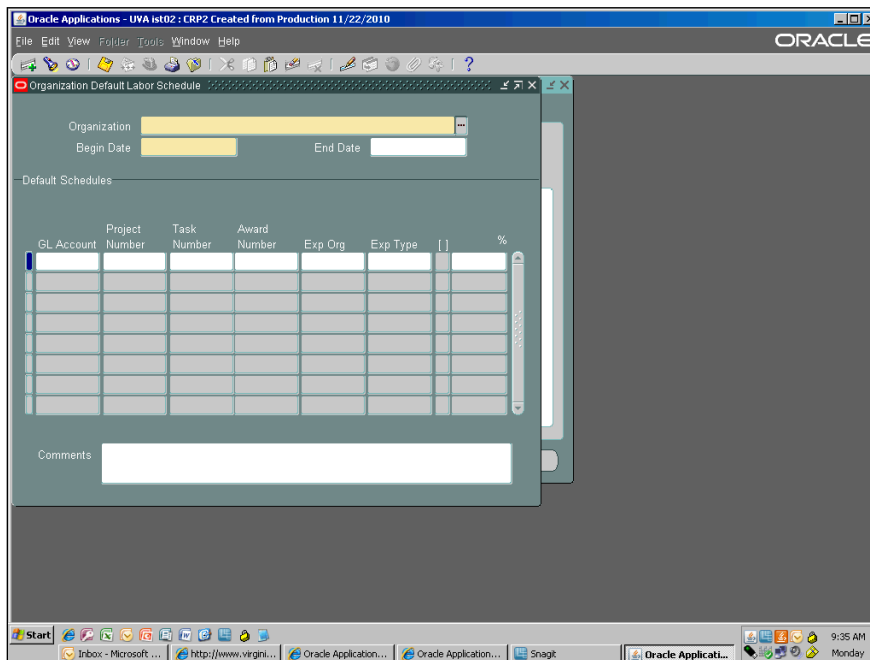 Oracle Applications - UVA ist02 : CRP2 Created from Production 11/22/2010
File Edit View Folder Tools Window Help
ORACLE
Organization Default Labor Schedule
Organization
Begin Date End Date
Default Schedules
GL Account Project Number Task Number Award Number Exp Org Exp Type [ ] %
Comments
Start 9:35 AM
Inbox - Microsoft ... http://www.virgini... Oracle Application... Oracle Application... Snagit Oracle Applicati... Monday